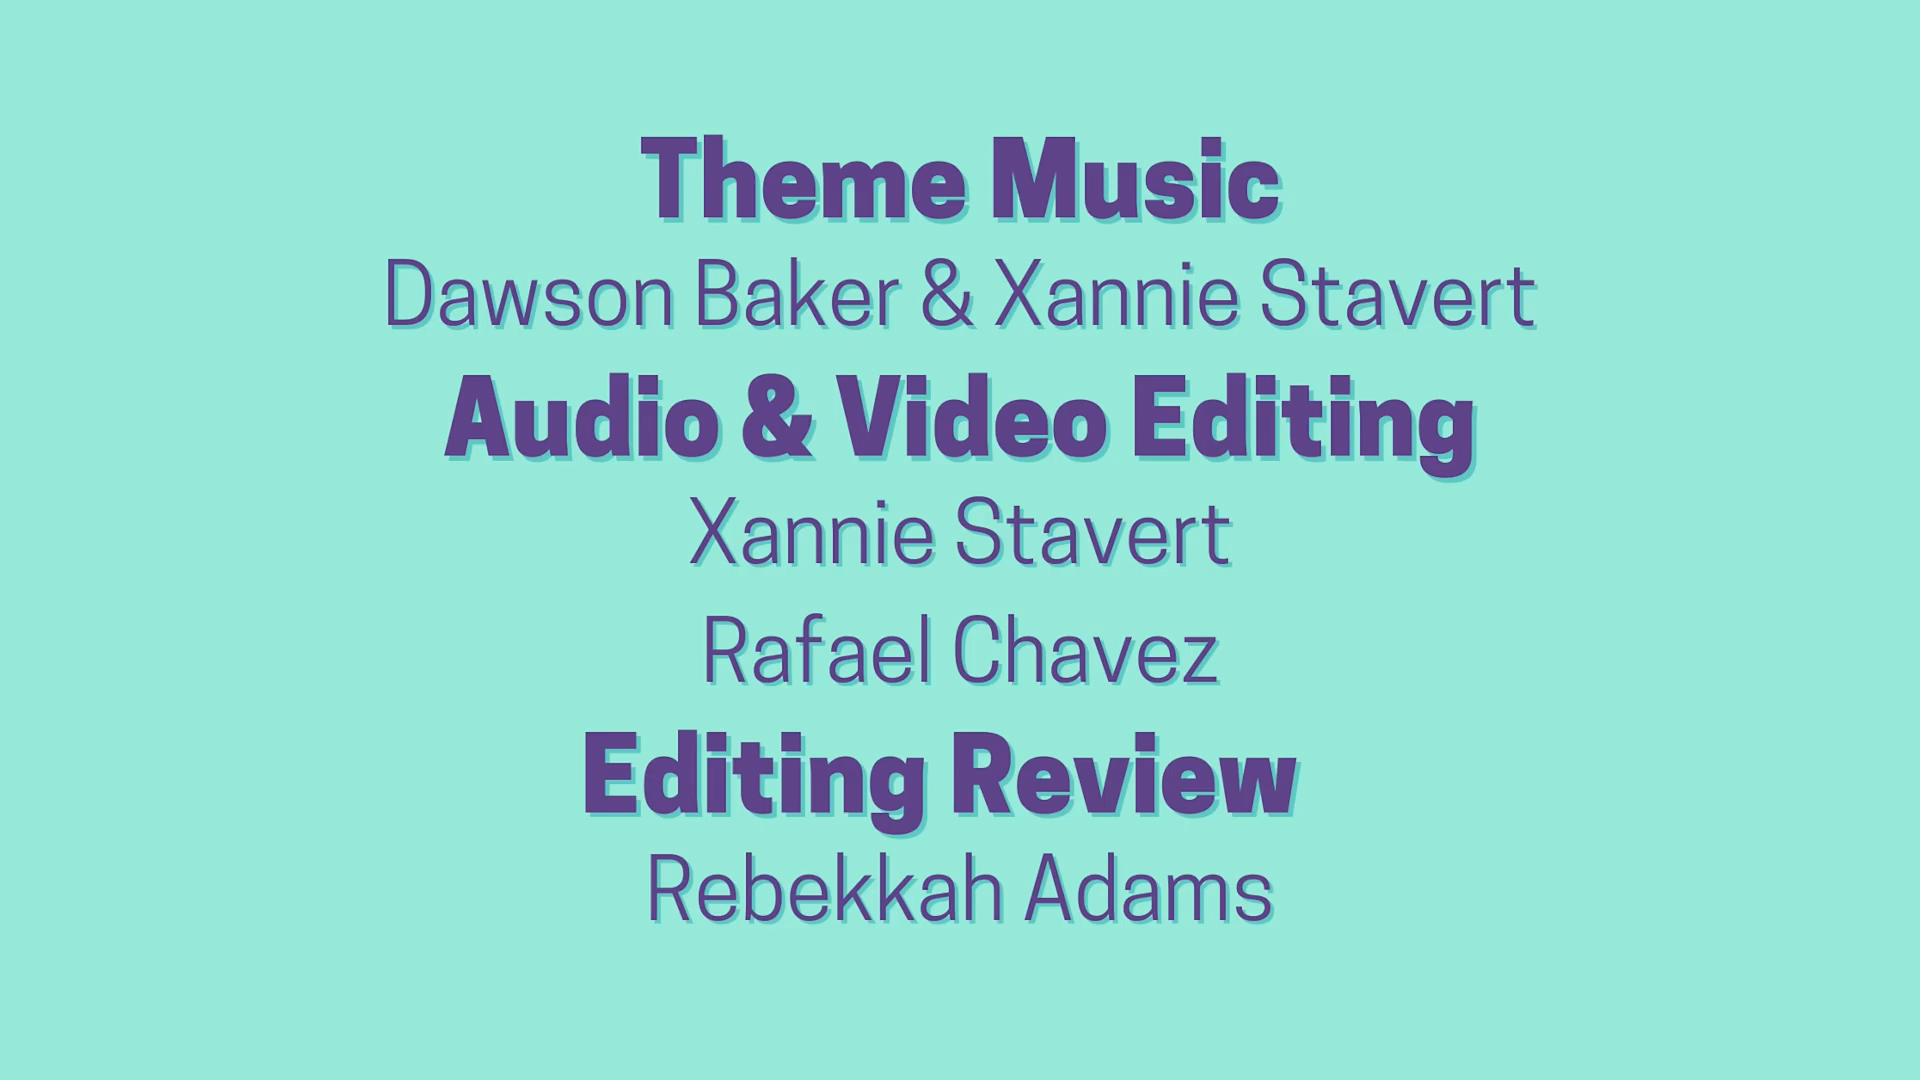 Theme Music
Dawson Baker & Xannie Stavert
Audio & Video Editing
Xannie Stavert
Rafael Chavez
Editing Review
Rebekkah Adams